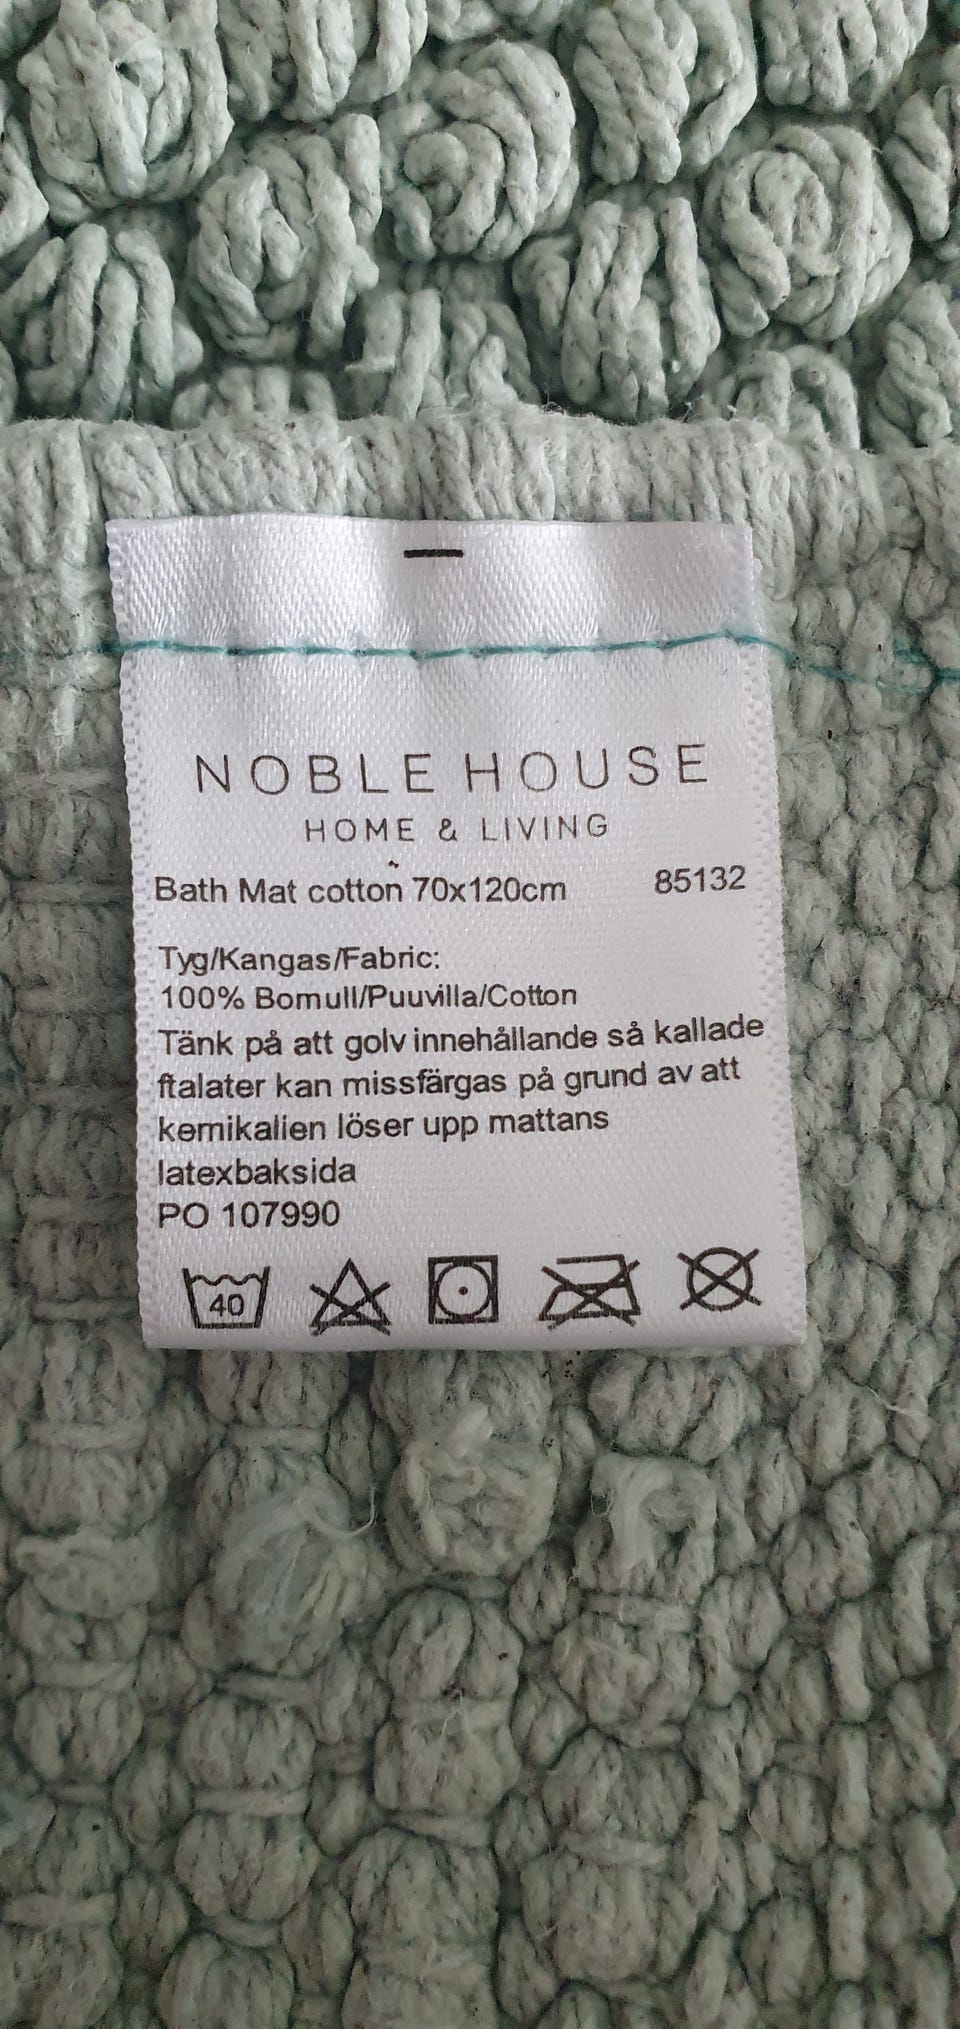 NOBLE HOUSE
HOME & LIVING
Bath Mat cotton 70x120cm 85132
Tyg/Kangas/Fabric:
100% Bomull/Puuvilla/Cotton
Tänk på att golv innehållande så kallade
ftalater kan missfärgas på grund av att
kemikalien löser upp mattans
latexbaksida
PO 107990
40